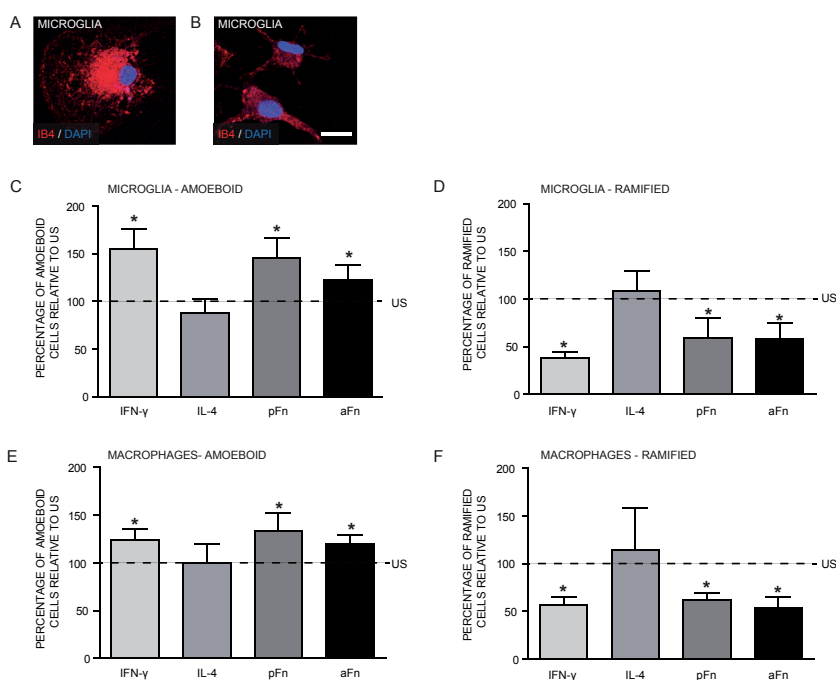 A
MICROGLIA
IB4 / DAPI
B
MICROGLIA
IB4 / DAPI
C
MICROGLIA - AMOEBOID
PERCENTAGE OF AMOEBOID
CELLS RELATIVE TO US
200
150
100
50
0
*
*
*
US
IFN-γ
IL-4
pFn
aFn
D
MICROGLIA - RAMIFIED
PERCENTAGE OF RAMIFIED
CELLS RELATIVE TO US
200
150
100
50
0
*
*
*
US
IFN-γ
IL-4
pFn
aFn
E
MACROPHAGES- AMOEBOID
PERCENTAGE OF AMOEBOID
CELLS RELATIVE TO US
200
150
100
50
0
*
*
*
US
IFN-γ
IL-4
pFn
aFn
F
MACROPHAGES - RAMIFIED
PERCENTAGE OF RAMIFIED
CELLS RELATIVE TO US
200
150
100
50
0
*
*
*
US
IFN-γ
IL-4
pFn
aFn